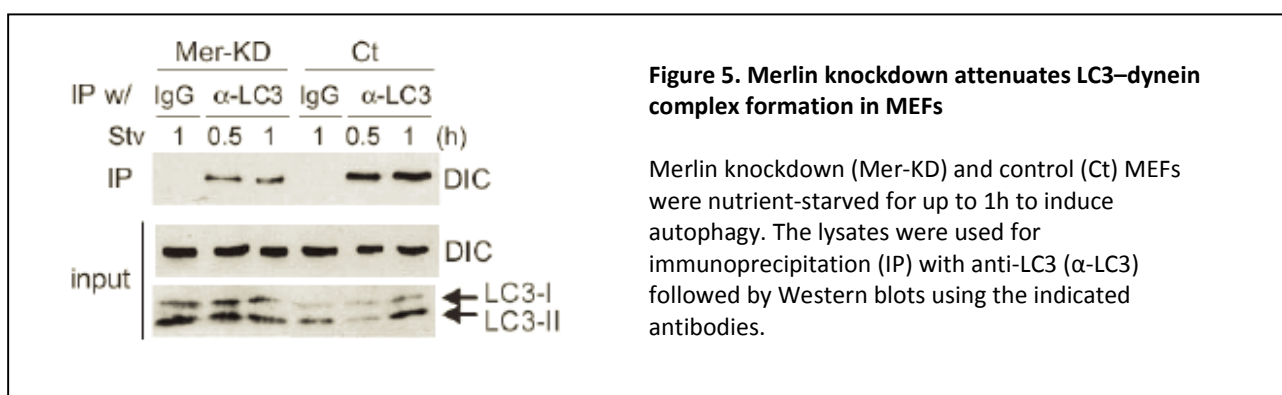 Mer-KD Ct
IP w/ IgG α-LC3 IgG α-LC3
Stv 1 0.5 1 1 0.5 1 (h)
IP DIC
DIC
input
LC3-I
LC3-II
Figure 5. Merlin knockdown attenuates LC3–dynein
complex formation in MEFs
Merlin knockdown (Mer-KD) and control (Ct) MEFs
were nutrient-starved for up to 1h to induce
autophagy. The lysates were used for
immunoprecipitation (IP) with anti-LC3 (α-LC3)
followed by Western blots using the indicated
antibodies.